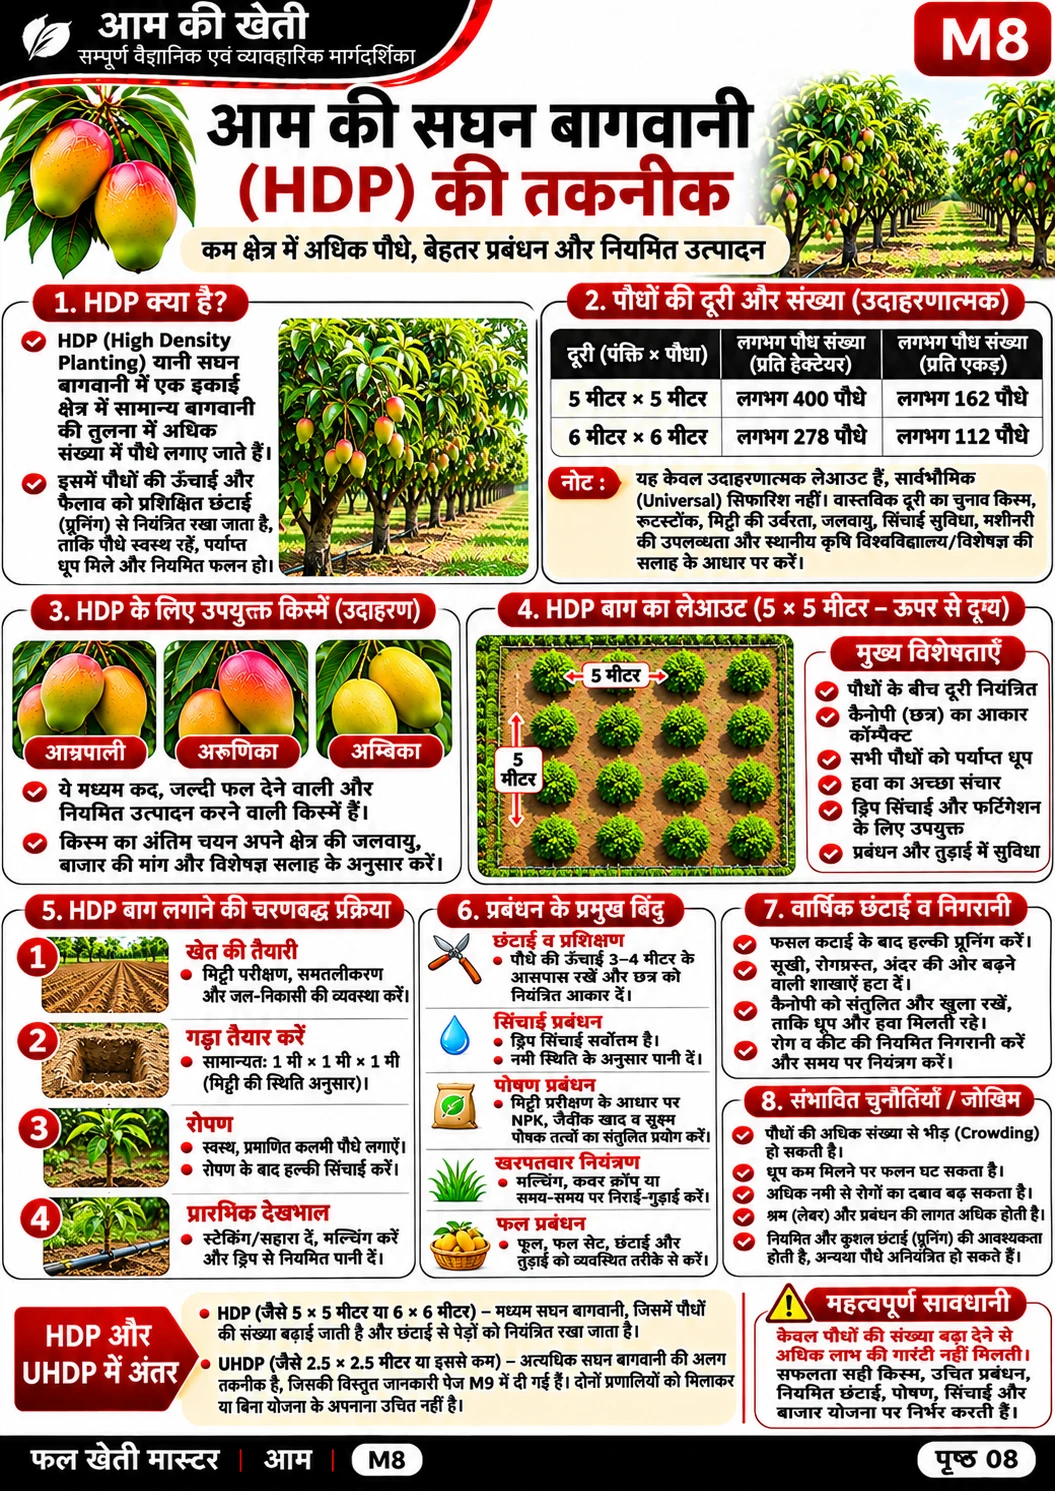 आम की खेती
सम्पूर्ण वैज्ञानिक एवं व्यावहारिक मार्गदर्शिका
M8
आम की सघन बागवानी
(HDP) की तकनीक
कम क्षेत्र में अधिक पौधे, बेहतर प्रबंधन और नियमित उत्पादन
1. HDP क्या है?
HDP (High Density
Planting) यानी सघन
बागवानी में एक इकाई
क्षेत्र में सामान्य बागवानी
की तुलना में अधिक
संख्या में पौधे लगाए जाते हैं।
इसमें पौधों की ऊँचाई और
फैलाव को प्रशिक्षित छंटाई
(प्रूनिंग) से नियंत्रित रखा जाता है,
ताकि पौधे स्वस्थ रहें, पर्याप्त
धूप मिले और नियमित फलन हो।
2. पौधों की दूरी और संख्या (उदाहरणात्मक)
दूरी (पंक्ति × पौधा)
लगभग पौध संख्या
(प्रति हेक्टेयर)
लगभग पौध संख्या
(प्रति एकड़)
5 मीटर × 5 मीटर
लगभग 400 पौधे
लगभग 162 पौधे
6 मीटर × 6 मीटर
लगभग 278 पौधे
लगभग 112 पौधे
नोट :
यह केवल उदाहरणात्मक लेआउट हैं, सार्वभौमिक
(Universal) सिफारिश नहीं। वास्तविक दूरी का चुनाव किस्म,
रूटस्टॉक, मिट्टी की उर्वरता, जलवायु, सिंचाई सुविधा, मशीनरी
की उपलब्धता और स्थानीय कृषि /विशेषज्ञ की
सलाह के आधार पर करें।
3. HDP के लिए उपयुक्त किस्में (उदाहरण)
आम्रपाली
अरूणिका
अम्बिका
ये मध्यम कद, जल्दी फल देने वाली और
नियमित उत्पादन करने वाली किस्में हैं।
किस्म का अंतिम चयन अपने क्षेत्र की जलवायु,
बाजार की मांग और विशेषज्ञ सलाह के अनुसार करें।
4. HDP बाग का लेआउट (5 × 5 मीटर – ऊपर से दृश्य)
5 मीटर
5
मीटर
मुख्य विशेषताएँ
पौधों के बीच दूरी नियंत्रित
कैनोपी (छत्र) का आकार
कॉम्पैक्ट
सभी पौधों को पर्याप्त धूप
हवा का अच्छा संचार
ड्रिप सिंचाई और फर्टिगेशन
के लिए उपयुक्त
प्रबंधन और तुड़ाई में सुविधा
5. HDP बाग लगाने की चरणबद्ध प्रक्रिया
1
खेत की तैयारी
मिट्टी परीक्षण, समतलीकरण
और जल-निकासी की व्यवस्था करें।
2
गड्ढा तैयार करें
सामान्यतः 1 मी × 1 मी × 1 मी
(मिट्टी की स्थिति अनुसार)।
3
रोपण
स्वस्थ, प्रमाणित कलमी पौधे लगाएँ।
रोपण के बाद हल्की सिंचाई करें।
4
प्रारंभिक देखभाल
स्टेकिंग/सहारा दें, मल्चिंग करें
और ड्रिप से नियमित पानी दें।
6. प्रबंधन के प्रमुख बिंदु
छंटाई व प्रशिक्षण
पौधे की ऊँचाई 3–4 मीटर के
आसपास रखें और छत्र को
नियंत्रित आकार दें।
सिंचाई प्रबंधन
ड्रिप सिंचाई सर्वोत्तम है।
नमी स्थिति के अनुसार पानी दें।
पोषण प्रबंधन
मिट्टी प्ररीक्षण के आधार पर
NPK, जैवीक खाद व सूक्ष्म
पोषक तत्वों का संतुलित प्रयोग करें।
खरपतवार नियंत्रण
मल्चिंग, कवर क्रॉप या
समय-समय पर निराई-गुड़ाई करें।
फल प्रबंधन
फूल, फल सेट, छंटाई और
तुड़ाई को व्यवस्थित तरीके से करें।
7. वार्षिक छंटाई व निगरानी
फसल कटाई के बाद हल्की प्रूनिंग करें।
सूखी, रोगग्रस्त, अंदर की ओर बढ़ने
वाली शाखाऐं हटा दें।
कैनोपी को संतुलित और खुला रखें,
ताकि धूप और हवा मिलती रहे।
रोग व कीट की नियमित निगरानी करें
और समय पर नियंत्रग करें।
8. संभावित चुनौतियाँ / जोखिम
पौधों की अधिक संख्या से भीड़ (Crowding)
हो सकती है।
धूप कम मिलने पर फलन घट सकता है।
अधिक नमी से रोगों का दबाव बढ़ सकता है।
श्रम (लेबर) और प्रबंधन की लागत अधिक होती है।
नियमित और कुशल छंटाई (प्रूनिंग) की आवश्यकता
होती है, अन्यथा पौधे अनियंत्रित हो सकते हैं।
HDP और
UHDP में अंतर
HDP (जैसे 5 × 5 मीटर या 6 × 6 मीटर) – मध्यम सघन बागवानी, जिसमें पौधों
की संख्या बढ़ाई जाती है और छंटाई से पेड़ों को नियंत्रित रखा जाता है।
UHDP (जैसे 2.5 × 2.5 मीटर या इससे कम) – अत्यधिक सघन बागवानी की अलग
तकनीक है, जिसकी विस्तृत जानकारी पेज M9 में दी गई हैं। दोनों प्रणालियों को मिलाकर
या बिना योजना के अपनाना उचित नहीं है।
महत्वपूर्ण सावधानी
केवल पौधों की संख्या बढ़ा देने से
अधिक लाभ की गारंटी नहीं मिलती।
सफलता सही किस्म, उचित प्रबंधन,
नियमित छंटाई, पोषण, सिंचाई और
बाजार योजना पर निर्भर करती हैं।
फल खेती मास्टर | आम | M8
पृष्ठ 08